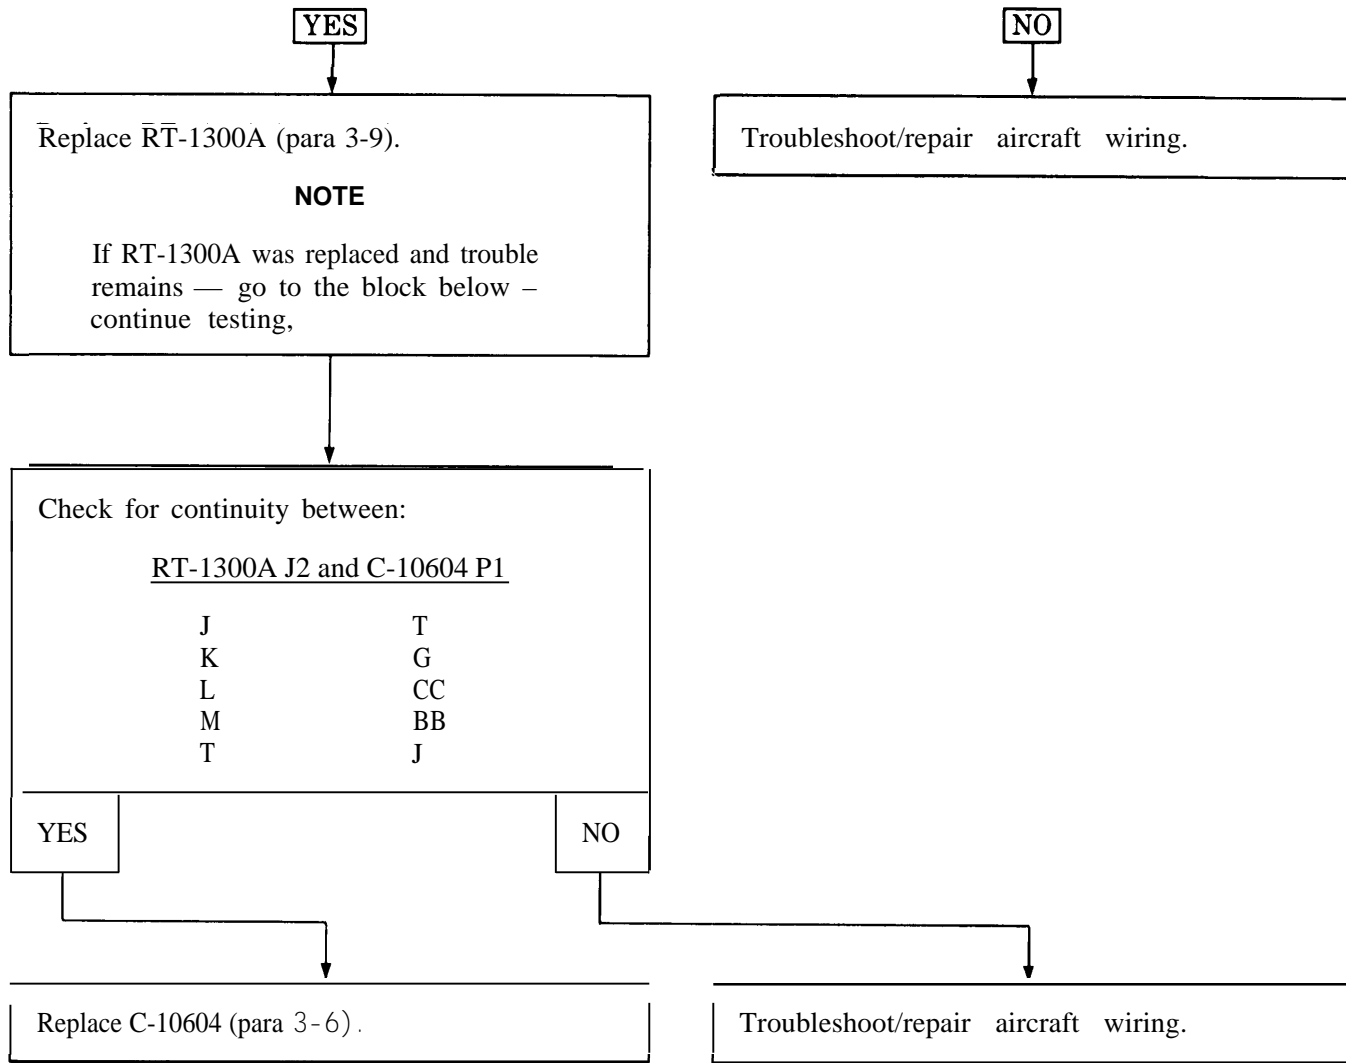 YES
NO
Replace RT-1300A (para 3-9).
NOTE
If RT-1300A was replaced and trouble
remains — go to the block below –
continue testing,
Troubleshoot/repair aircraft wiring.
Check for continuity between:
RT-1300A J2 and C-10604 P1
J T
K G
L CC
M BB
T J
YES
NO
Replace C-10604 (para 3-6).
Troubleshoot/repair aircraft wiring.